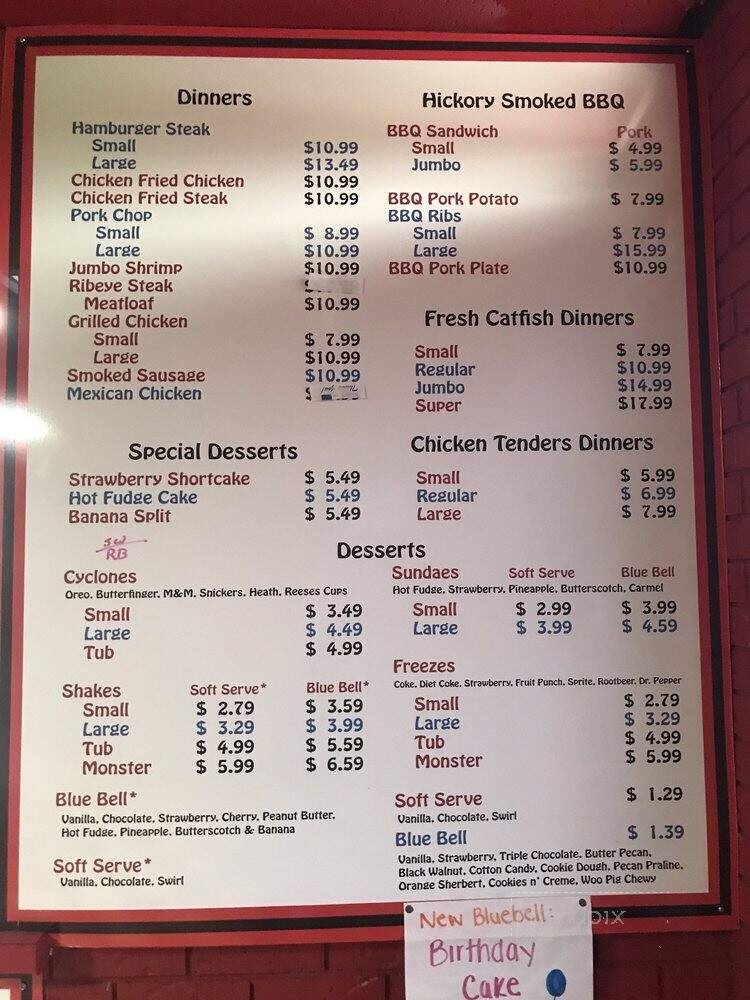 Dinners
Hamburger Steak
Small $10.99
Large $13.49
Chicken Fried Chicken $10.99
Chicken Fried Steak $10.99
Pork Chop
Small $ 8.99
Large $10.99
Jumbo Shrimp $10.99
Ribeye Steak $
Meatloaf $10.99
Grilled Chicken
Small $ 7.99
Large $10.99
Smoked Sausage $10.99
Mexican Chicken $
Hickory Smoked BBQ
BBQ Sandwich Pork
Small $ 4.99
Jumbo $ 5.99
BBQ Pork Potato $ 7.99
BBQ Ribs
Small $ 7.99
Large $15.99
BBQ Pork Plate $10.99
Fresh Catfish Dinners
Small $ 7.99
Regular $10.99
Jumbo $14.99
Super $17.99
Special Desserts
Strawberry Shortcake $ 5.49
Hot Fudge Cake $ 5.49
Banana Split $ 5.49
Chicken Tenders Dinners
Small $ 5.99
Regular $ 6.99
Large $ 7.99
Desserts
RB
Cyclones
Oreo, Butterfinger, M&M, Snickers, Heath, Reeses Cups
Small $ 3.49
Large $ 4.49
Tub $ 4.99
Shakes Soft Serve* Blue Bell*
Small $ 2.79 $ 3.59
Large $ 3.29 $ 3.99
Tub $ 4.99 $ 5.59
Monster $ 5.99 $ 6.59
Blue Bell*
Vanilla, Chocolate, Strawberry, Cherry, Peanut Butter,
Hot Fudge, Pineapple, Butterscotch & Banana
Soft Serve*
Vanilla, Chocolate, Swirl
Sundaes Soft Serve Blue Bell
Hot Fudge, Strawberry, Pineapple, Butterscotch, Carmel
Small $ 2.99 $ 3.99
Large $ 3.99 $ 4.59
Freezes
Coke, Diet Coke, Strawberry, Fruit Punch, Sprite, Rootbeer, Dr. Pepper
Small $ 2.79
Large $ 3.29
Tub $ 4.99
Monster $ 5.99
Soft Serve $ 1.29
Vanilla, Chocolate, Swirl
Blue Bell $ 1.39
Vanilla, Strawberry, Triple Chocolate, Butter Pecan,
Black Walnut, Cotton Candy, Cookie Dough, Pecan Praline,
Orange Sherbert, Cookies n' Creme, Woo Pig Chewy
New Bluebell:
Birthday
Cake